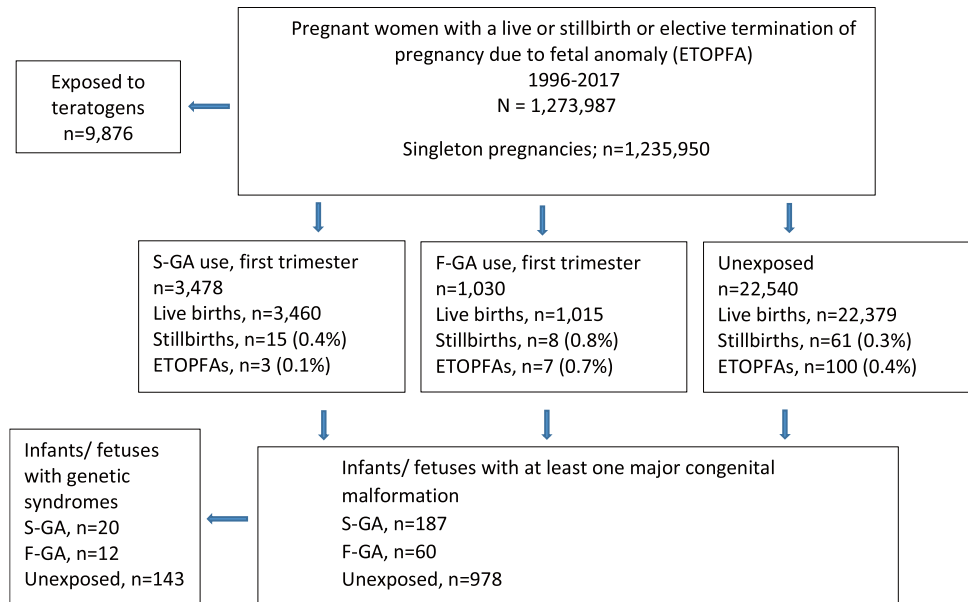 Pregnant women with a live or stillbirth or elective termination of
pregnancy due to fetal anomaly (ETOPFA)
1996-2017
N = 1,273,987
Singleton pregnancies; n=1,235,950
Exposed to
teratogens
n=9,876
S-GA use, first trimester
n=3,478
Live births, n=3,460
Stillbirths, n=15 (0.4%)
ETOPFAs, n=3 (0.1%)
F-GA use, first trimester
n=1,030
Live births, n=1,015
Stillbirths, n=8 (0.8%)
ETOPFAs, n=7 (0.7%)
Unexposed
n=22,540
Live births, n=22,379
Stillbirths, n=61 (0.3%)
ETOPFAs, n=100 (0.4%)
Infants/ fetuses
with genetic
syndromes
S-GA, n=20
F-GA, n=12
Unexposed, n=143
Infants/ fetuses with at least one major congenital
malformation
S-GA, n=187
F-GA, n=60
Unexposed, n=978